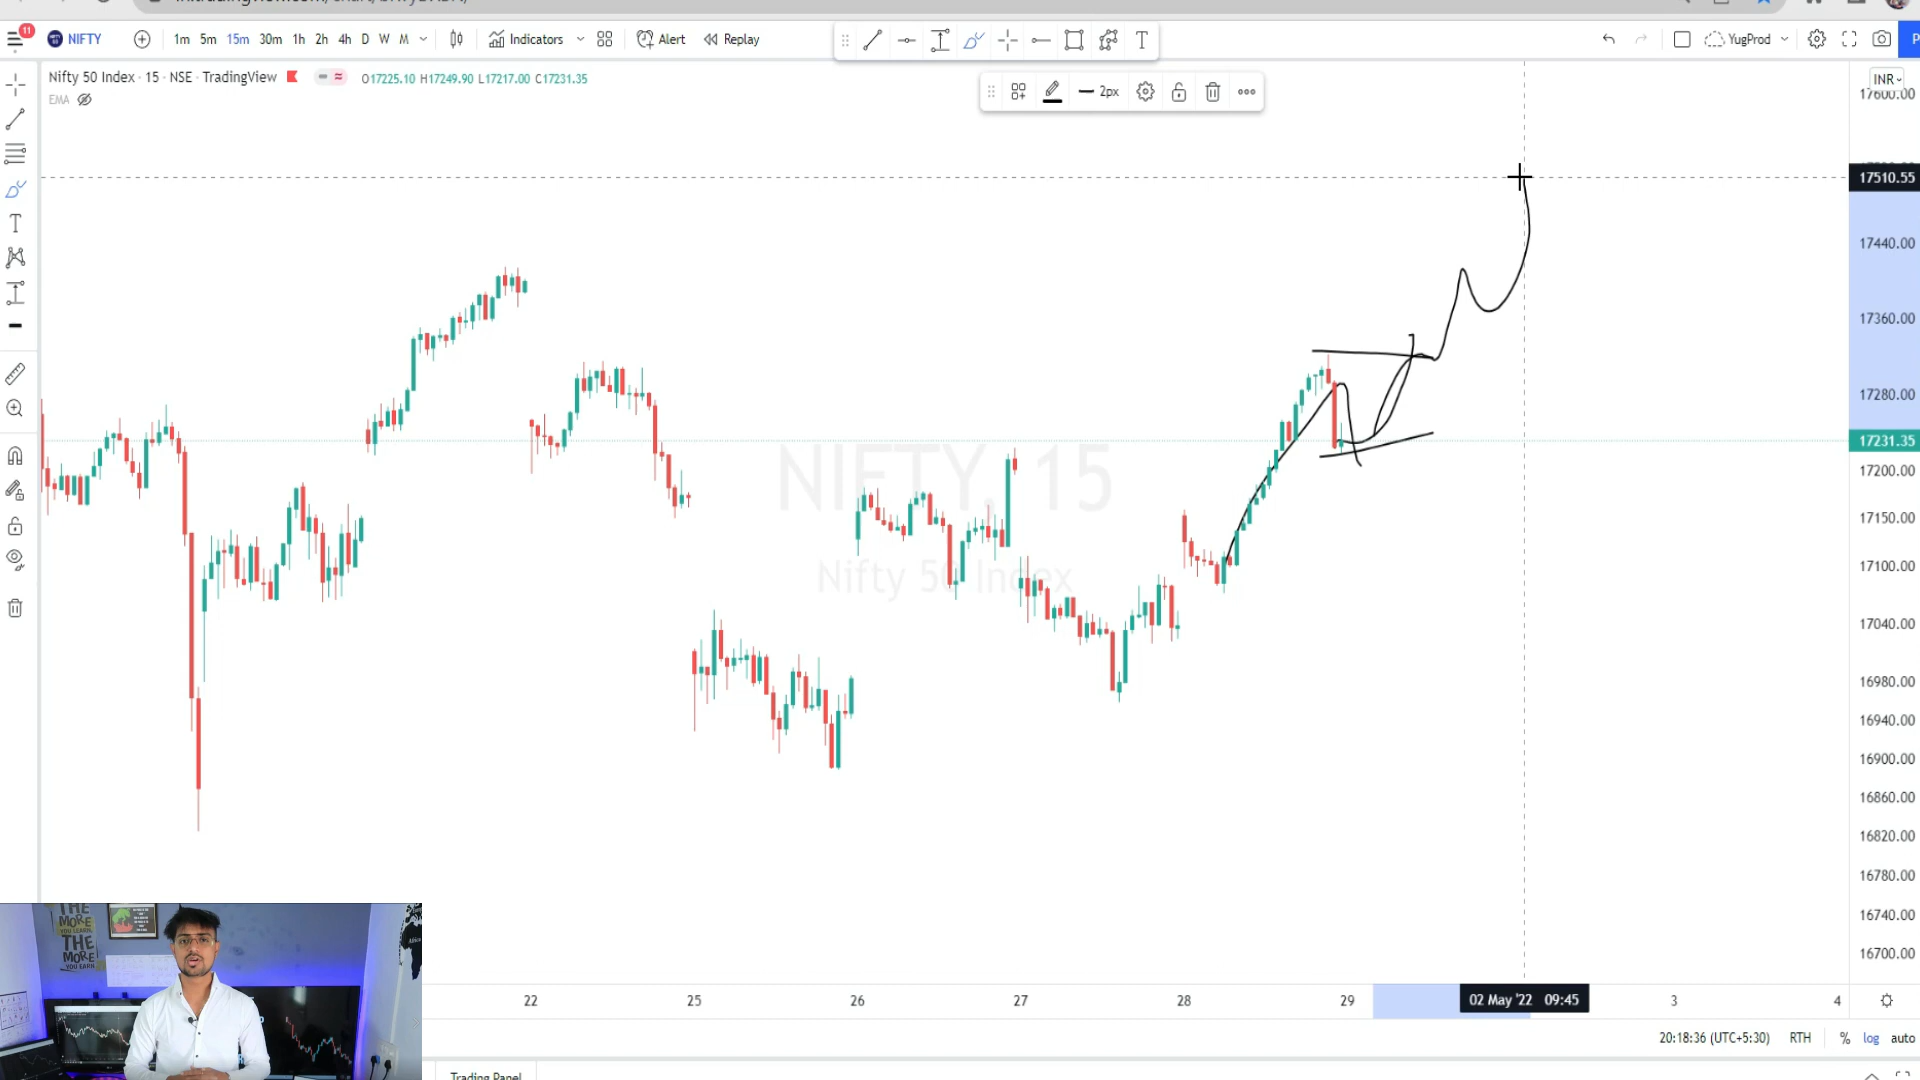 11
NIFTY
1m 5m 15m 30m 1h 2h 4h D W M
Indicators
Alert
Replay
T
YugProd
P
Nifty 50 Index · 15 · NSE · TradingView
O17225.10 H17249.90 L17217.00 C17231.35
EMA
2px
INR
17600.00
17510.55
17440.00
17360.00
17280.00
17231.35
17200.00
17150.00
17100.00
17040.00
16980.00
16940.00
16900.00
16860.00
16820.00
16780.00
16740.00
16700.00
T
NIFTY, 15
Nifty 50 Index
THE
MORE
YOU LEARN,
THE
MORE
YOU EARN
22 25 26 27 28 29 02 May '22 09:45 3 4
20:18:36 (UTC+5:30) RTH % log auto
Trading Panel